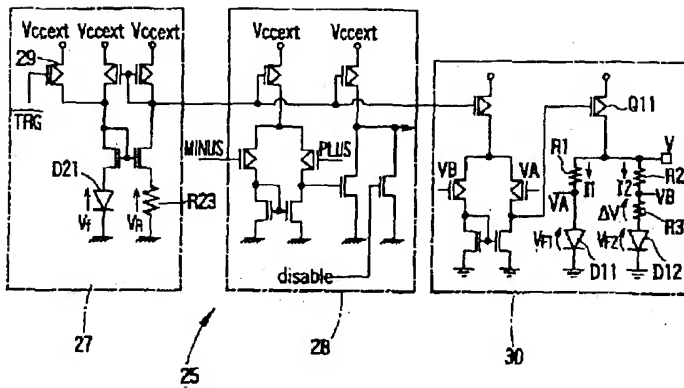 Vccext Vccext Vccext
29
TRG
D21
Vf
VR
R23
27
Vccext Vccext
MINUS
PLUS
disable
28
25
Q11
V
R1
I1
I2
R2
VB
VA
VA
VB
ΔV
R3
VF1
VF2
D11
D12
30